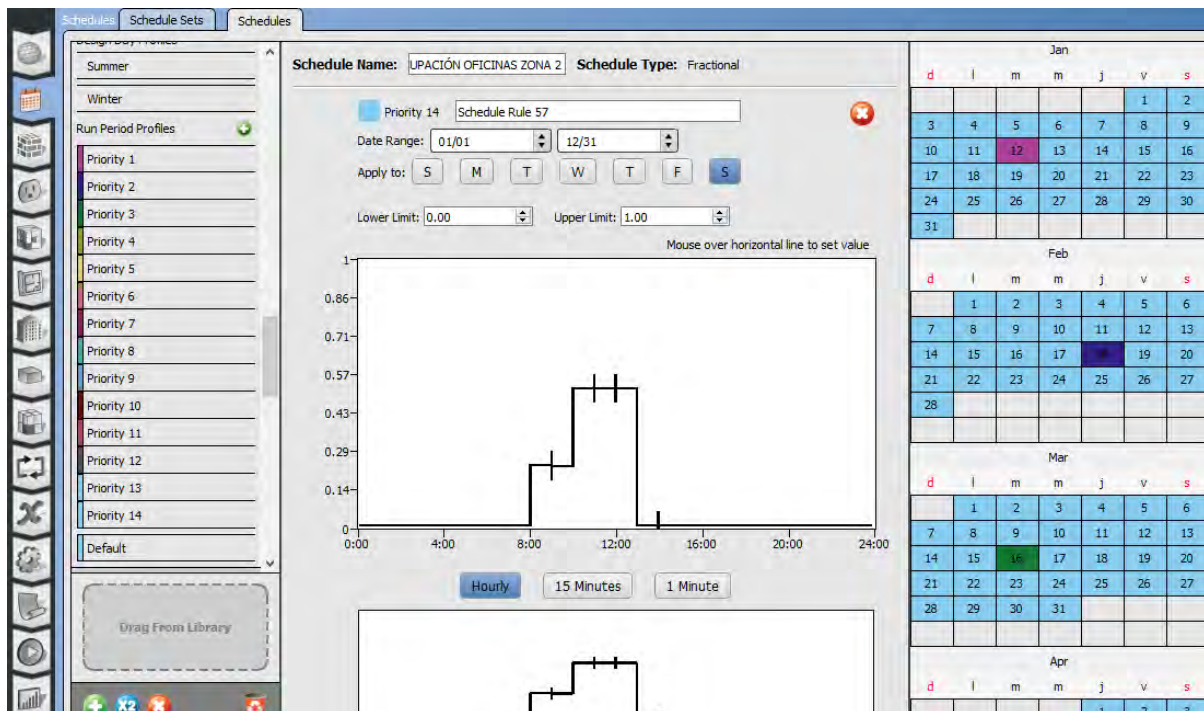 Schedules Schedule Sets Schedules
Design Day Profiles
Summer
Winter
Run Period Profiles
Priority 1
Priority 2
Priority 3
Priority 4
Priority 5
Priority 6
Priority 7
Priority 8
Priority 9
Priority 10
Priority 11
Priority 12
Priority 13
Priority 14
Default
Drag From Library
X2
Schedule Name: UPACIÓN OFICINAS ZONA 2 Schedule Type: Fractional
Priority 14 Schedule Rule 57
Date Range: 01/01 12/31
Apply to: S M T W T F S
Lower Limit: 0.00 Upper Limit: 1.00
Mouse over horizontal line to set value
1
0.86
0.71
0.57
0.43
0.29
0.14
0
0:00 4:00 8:00 12:00 16:00 20:00 24:00
Hourly 15 Minutes 1 Minute
Jan
d l m m j v s
1 2
3 4 5 6 7 8 9
10 11 12 13 14 15 16
17 18 19 20 21 22 23
24 25 26 27 28 29 30
31
Feb
d l m m j v s
1 2 3 4 5 6
7 8 9 10 11 12 13
14 15 16 17 19 20
21 22 23 24 25 26 27
28
Mar
d l m m j v s
1 2 3 4 5 6
7 8 9 10 11 12 13
14 15 16 17 18 19 20
21 22 23 24 25 26 27
28 29 30 31
Apr
d l m m j v s
1 2 3